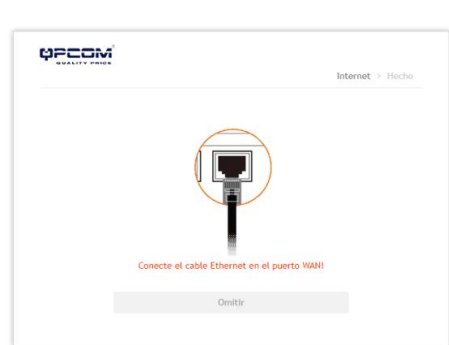 QPCOM
QUALITY PRICE
Internet > Hecho
Conecte el cable Ethernet en el puerto WAN!
Omitir